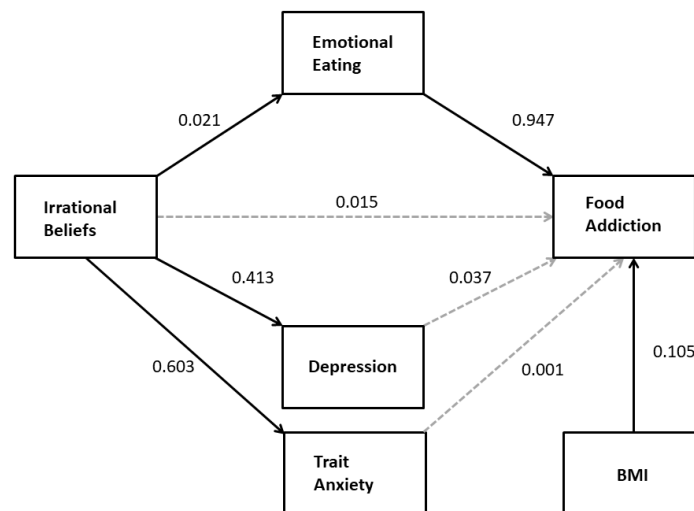 Emotional
Eating
0.021
0.947
Irrational
Beliefs
0.015
Food
Addiction
0.413
0.037
Depression
0.603
0.001
0.105
Trait
Anxiety
BMI